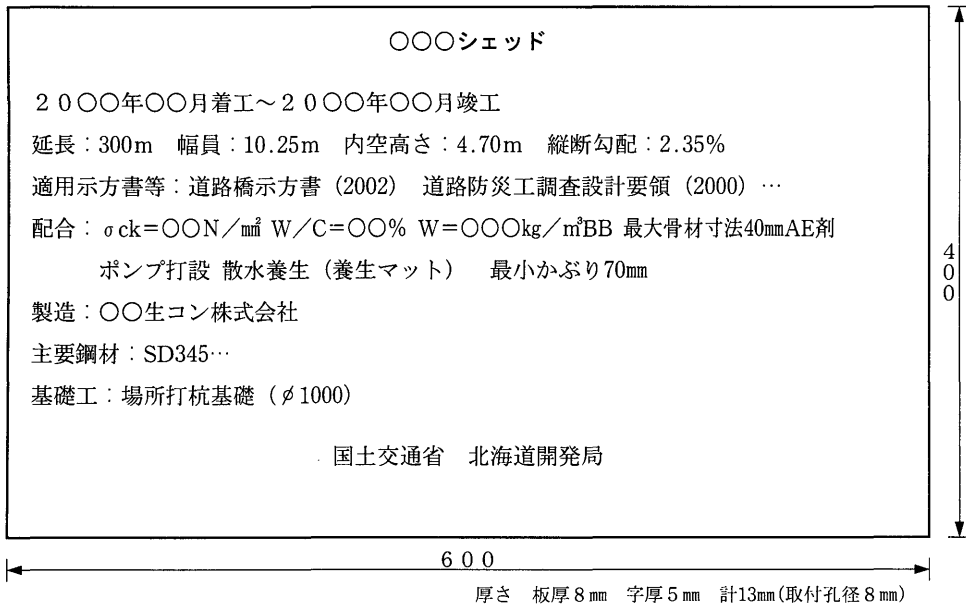 ○○○シェッド
２０○○年○○月着工～２０○○年○○月竣工
延長：300m　幅員：10.25m　内空高さ：4.70m　縦断勾配：2.35%
適用示方書等：道路橋示方書（2002）　道路防災工調査設計要領（2000）…
配合：σck=○○N／㎟ W／C=○○% W=○○○㎏／㎥BB 最大骨材寸法40㎜AE剤
ポンプ打設 散水養生（養生マット）　最小かぶり70㎜
製造：○○生コン株式会社
主要鋼材：SD345…
基礎工：場所打杭基礎（φ1000）
国土交通省　北海道開発局
400
600
厚さ　板厚８㎜　字厚５㎜　計13㎜(取付孔径８㎜)